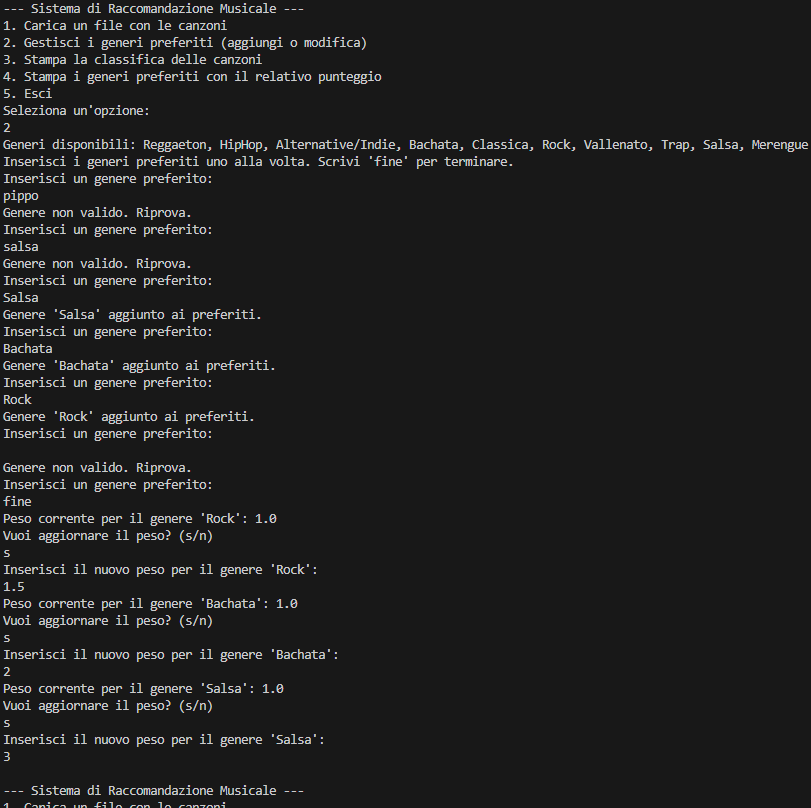 --- Sistema di Raccomandazione Musicale ---
1. Carica un file con le canzoni
2. Gestisci i generi preferiti (aggiungi o modifica)
3. Stampa la classifica delle canzoni
4. Stampa i generi preferiti con il relativo punteggio
5. Esci
Seleziona un'opzione:
2
Generi disponibili: Reggaeton, HipHop, Alternative/Indie, Bachata, Classica, Rock, Vallenato, Trap, Salsa, Merengue
Inserisci i generi preferiti uno alla volta. Scrivi 'fine' per terminare.
Inserisci un genere preferito:
pippo
Genere non valido. Riprova.
Inserisci un genere preferito:
salsa
Genere non valido. Riprova.
Inserisci un genere preferito:
Salsa
Genere 'Salsa' aggiunto ai preferiti.
Inserisci un genere preferito:
Bachata
Genere 'Bachata' aggiunto ai preferiti.
Inserisci un genere preferito:
Rock
Genere 'Rock' aggiunto ai preferiti.
Inserisci un genere preferito:

Genere non valido. Riprova.
Inserisci un genere preferito:
fine
Peso corrente per il genere 'Rock': 1.0
Vuoi aggiornare il peso? (s/n)
s
Inserisci il nuovo peso per il genere 'Rock':
1.5
Peso corrente per il genere 'Bachata': 1.0
Vuoi aggiornare il peso? (s/n)
s
Inserisci il nuovo peso per il genere 'Bachata':
2
Peso corrente per il genere 'Salsa': 1.0
Vuoi aggiornare il peso? (s/n)
s
Inserisci il nuovo peso per il genere 'Salsa':
3

--- Sistema di Raccomandazione Musicale ---
1. Carica un file con le canzoni